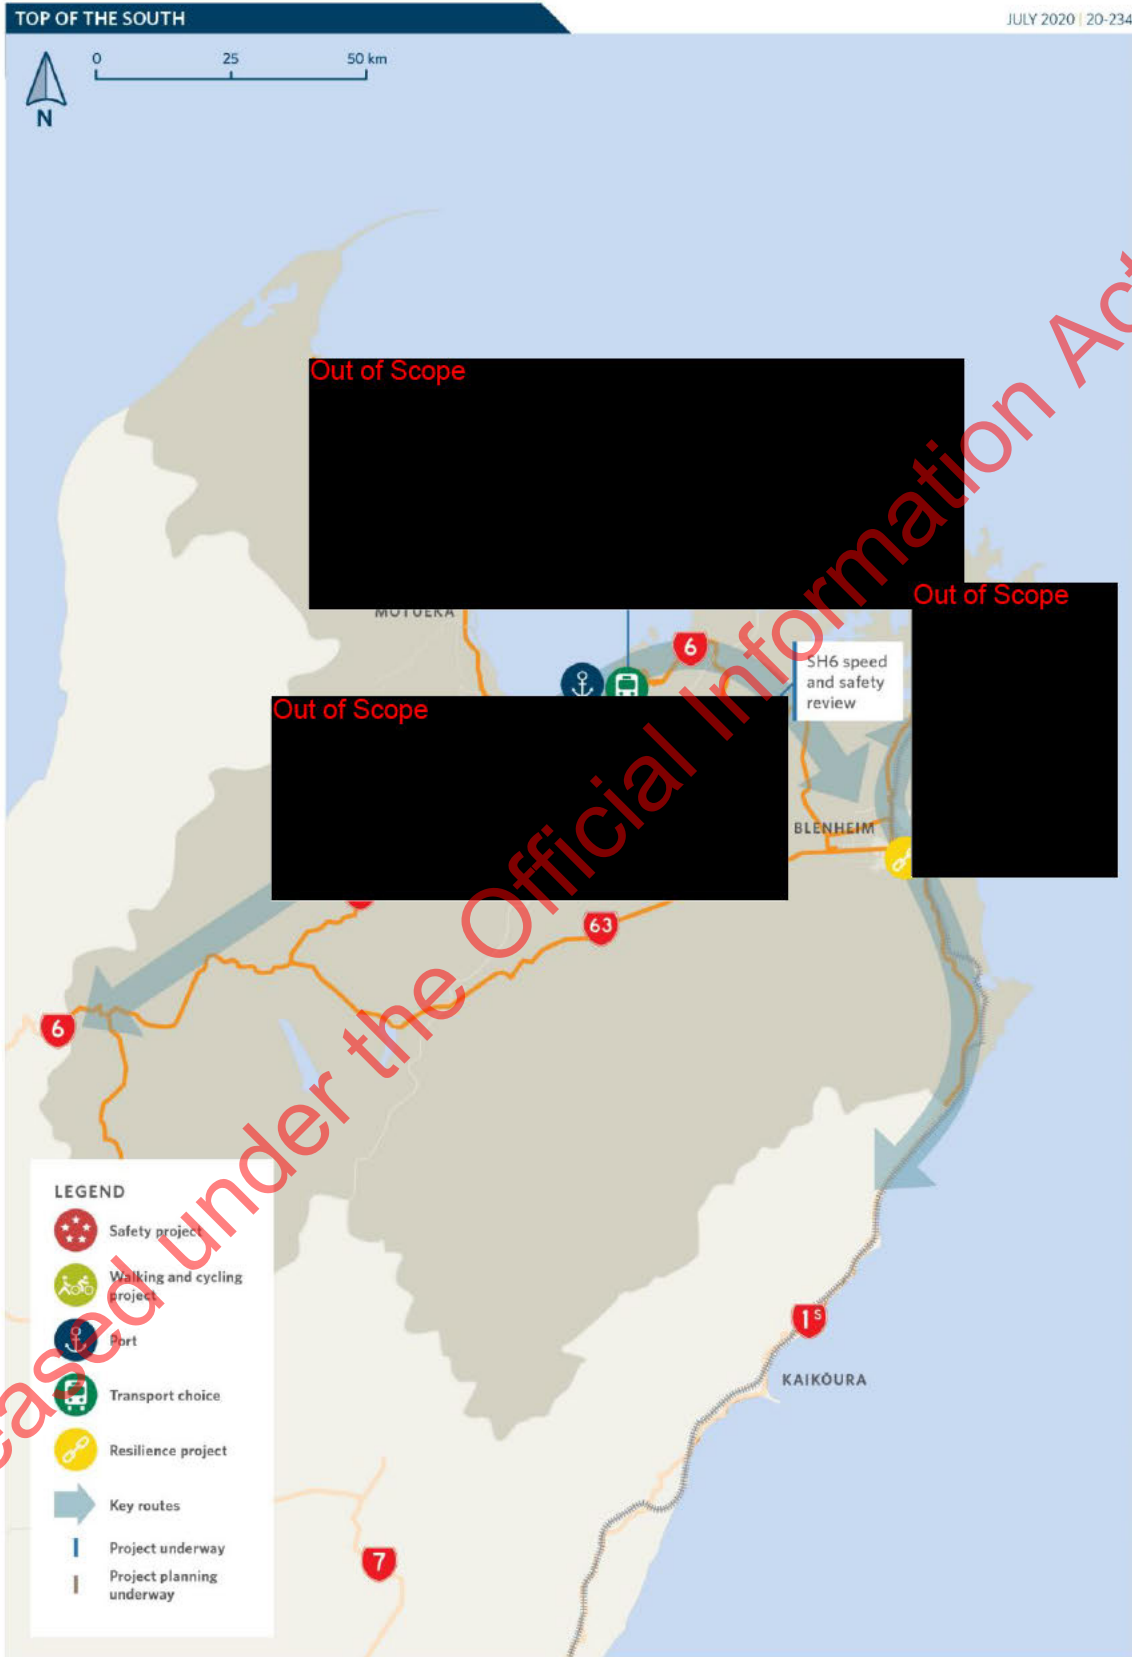 TOP OF THE SOUTH
JULY 2020 | 20-234
0 25 50 km
N
Out of Scope
Out of Scope
MOTUEKA
6
SH6 speed
and safety
review
Out of Scope
BLENHEIM
63
6
LEGEND
Safety project
Walking and cycling
project
Port
Transport choice
Resilience project
Key routes
Project underway
Project planning
underway
1S
KAIKŌURA
7
eased under the Official Information Act